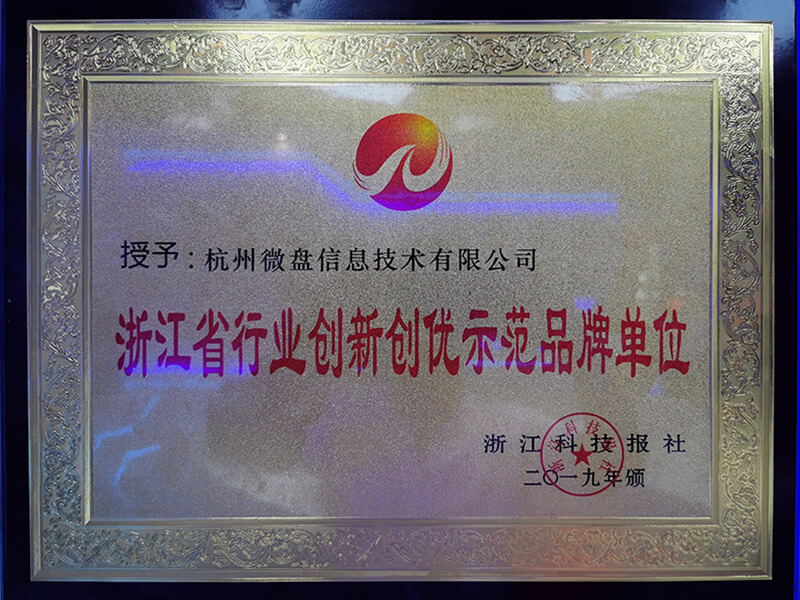 授予:杭州微盘信息技术有限公司
浙江省行业创新创优示范品牌单位
浙江科技报社
二〇一九年颁